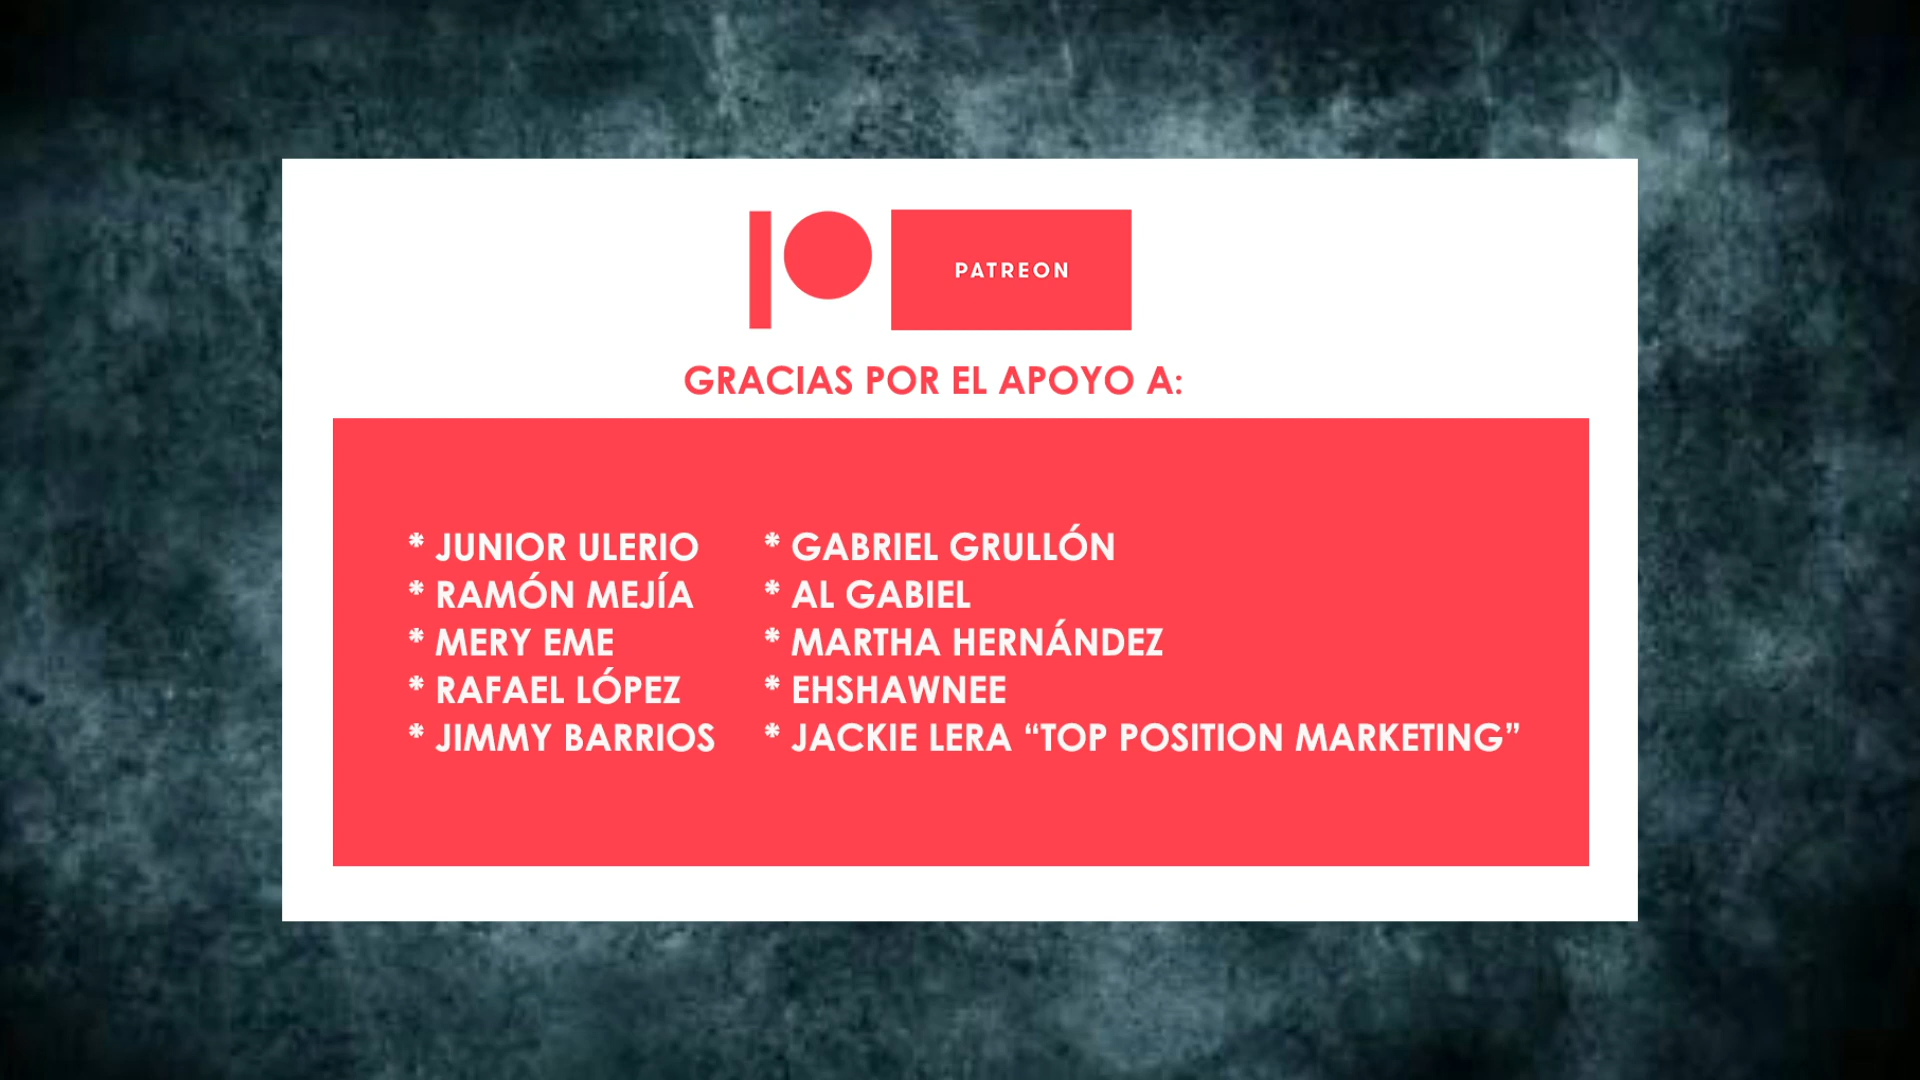 PATREON
GRACIAS POR EL APOYO A:
* JUNIOR ULERIO
* RAMÓN MEJÍA
* MERY EME
* RAFAEL LÓPEZ
* JIMMY BARRIOS
* GABRIEL GRULLÓN
* AL GABIEL
* MARTHA HERNÁNDEZ
* EHSHAWNEE
* JACKIE LERA “TOP POSITION MARKETING”